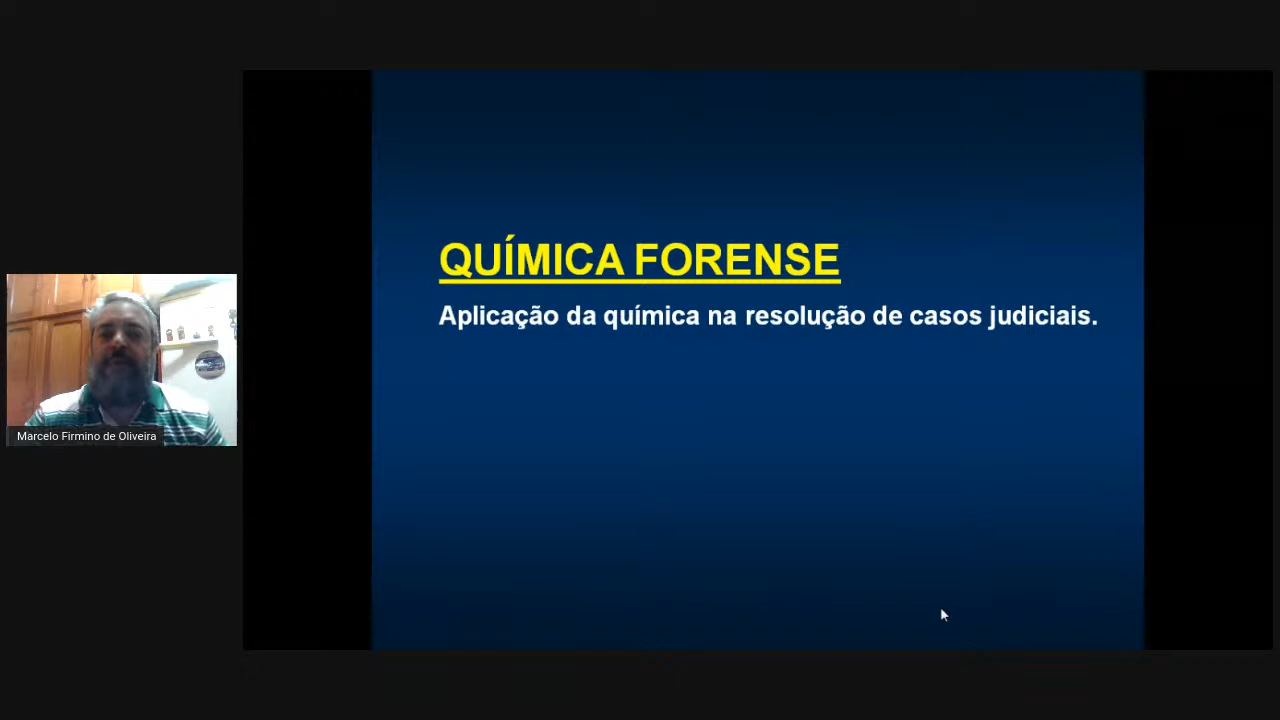 QUÍMICA FORENSE
Aplicação da química na resolução de casos judiciais.
Marcelo Firmino de Oliveira